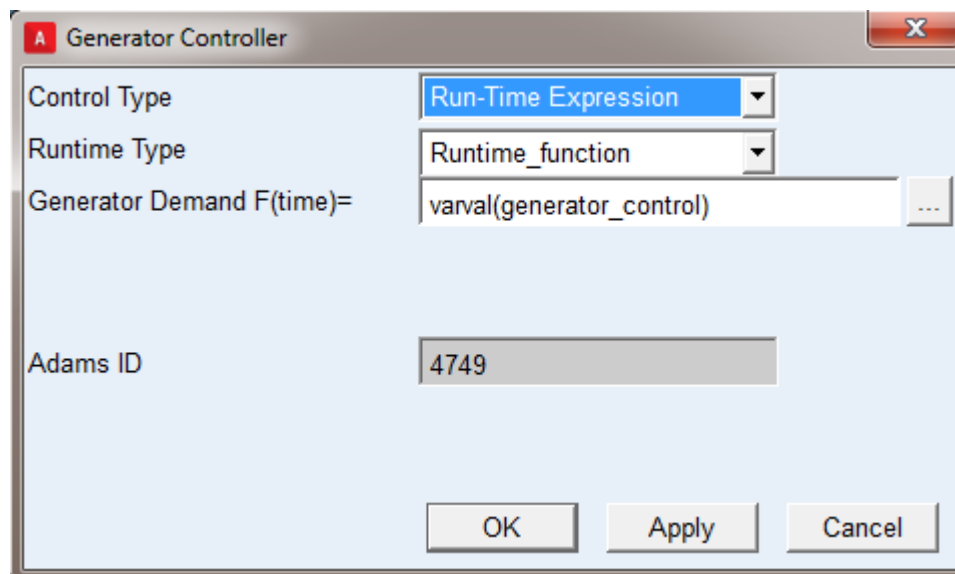 A Generator Controller
Control Type Run-Time Expression
Runtime Type Runtime_function
Generator Demand F(time)= varval(generator_control) ...
Adams ID 4749
OK Apply Cancel